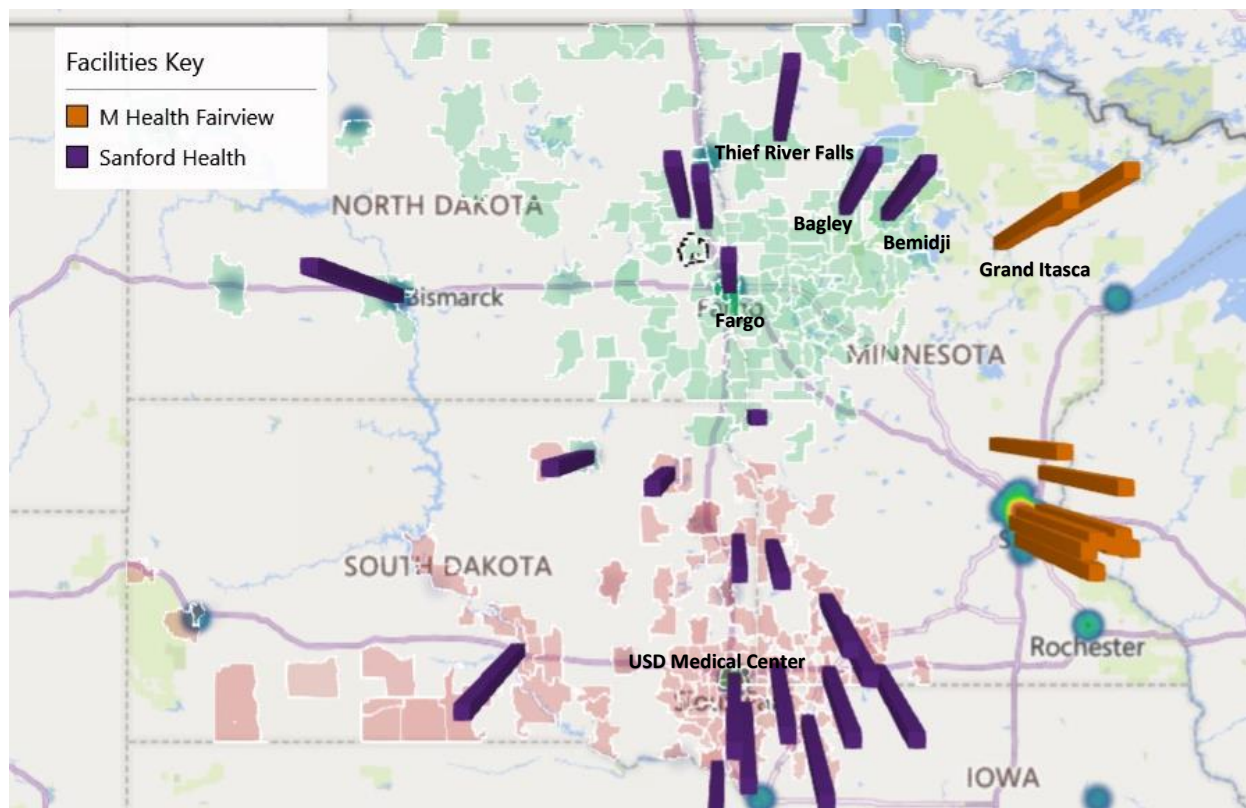 Facilities Key
M Health Fairview
Sanford Health
Thief River Falls
NORTH DAKOTA
Bagley
Bemidji
Grand Itasca
Bismarck
Fargo
Fargo
MINNESOTA
SOUTH DAKOTA
USD Medical Center
Rochester
IOWA